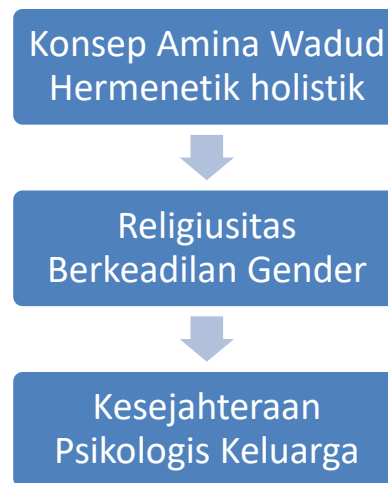 Konsep Amina Wadud
Hermenetik holistik
Religiusitas
Berkeadilan Gender
Kesejahteraan
Psikologis Keluarga